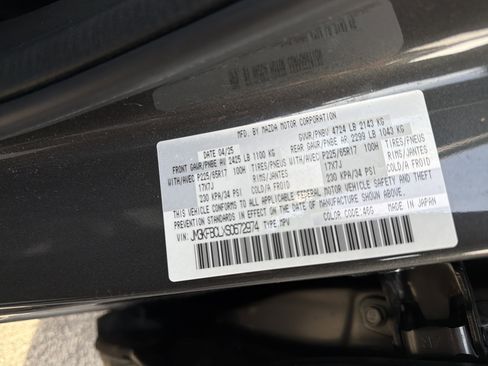 MFD. BY MAZDA MOTOR CORPORATION
DATE 04/25 GVWR/PNBV 4724 LB 2143 KG
FRONT GAWR/PNBE AV 2425 LB 1100 KG REAR GAWR/PNBE AR 2299 LB 1043 KG
WITH/AVEC P225/65R17 100H TIRES/PNEUS WITH/AVEC P225/65R17 100H TIRES/PNEUS
17X7J RIMS/JANTES 17X7J RIMS/JANTES
230 KPA/34 PSI COLD/A FROID 230 KPA/34 PSI COLD/A FROID
THIS VEHICLE CONFORMS TO ALL APPLICABLE FEDERAL MOTOR VEHICLE SAFETY AND THEFT
PREVENTION STANDARDS IN EFFECT ON THE DATE OF MANUFACTURE SHOWN ABOVE.
VIN: TYPE:MPV COLOR CODE: 46G MADE IN JAPAN